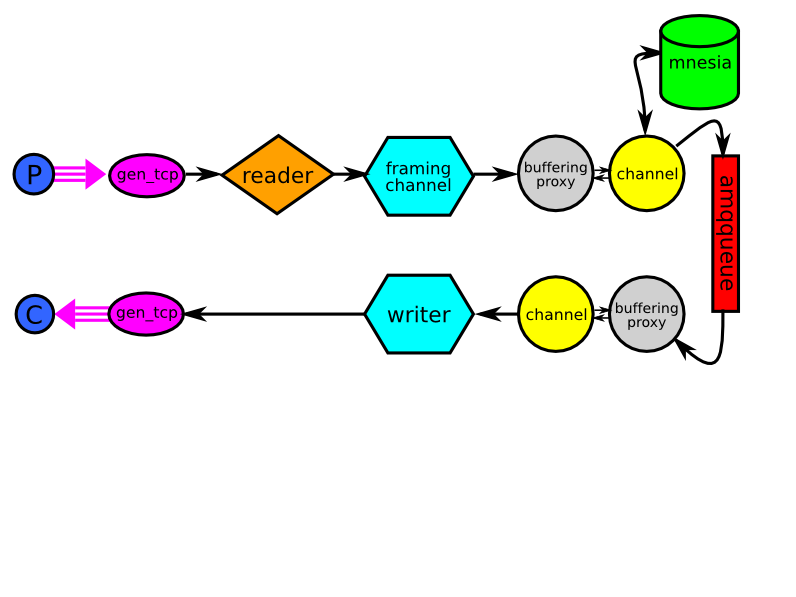 mnesia
P
gen_tcp
reader
framing
channel
buffering
proxy
channel
amqqueue
C
gen_tcp
writer
channel
buffering
proxy